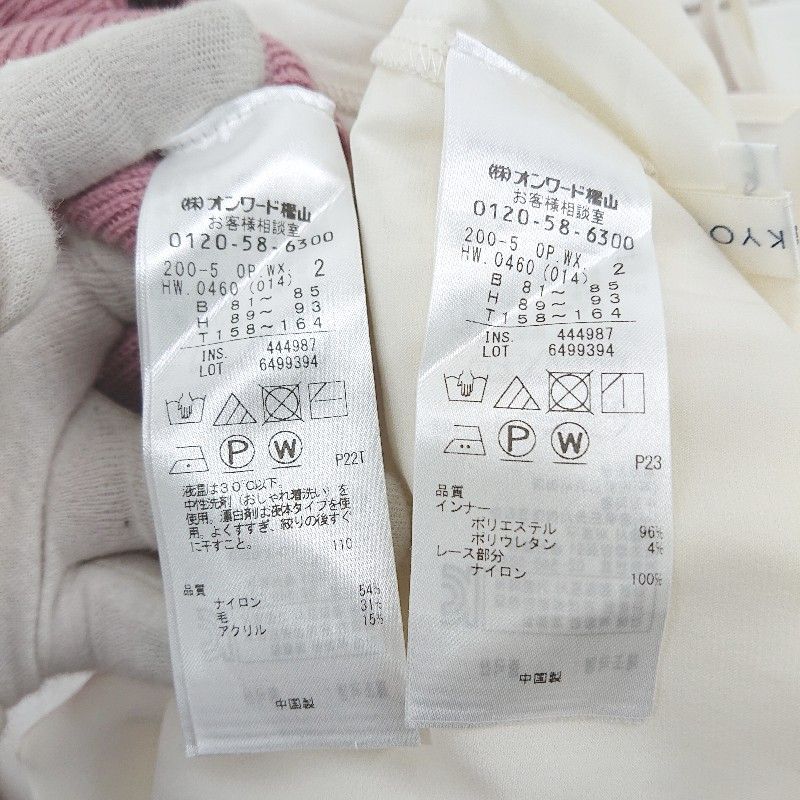 (株)オンワード樫山
お客様相談室
0120-58-6300
200-5 OP.WX. 2
HW.0460(014)
B 81～ 85
H 89～ 93
T 158～164
INS. 444987
LOT 6499394
P
W
P22T
液温は30℃以下。
中性洗剤(おしゃれ着洗い)を
使用。漂白剤は液体タイプを使
用。よくすすぎ、絞りの後すぐ
に干すこと。
110
品質
ナイロン 54%
毛 31%
アクリル 15%
中国製
(株)オンワード樫山
お客様相談室
0120-58-6300
200-5 OP.WX. 2
HW.0460(014)
B 81～ 85
H 89～ 93
T 158～164
INS. 444987
LOT 6499394
P
W
P23
品質
インナー
ポリエステル 96%
ポリウレタン 4%
レース部分
ナイロン 100%
中国製
KYO